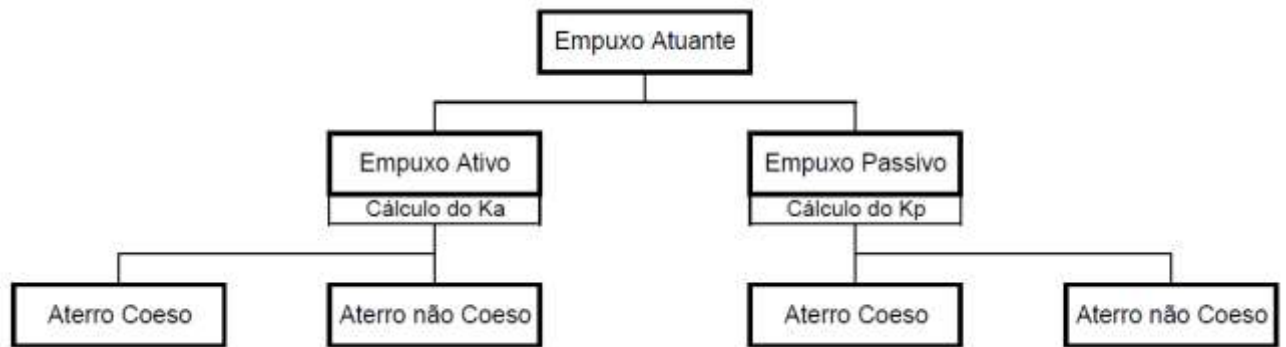 Empuxo Atuante
Empuxo Ativo
Empuxo Passivo
Cálculo do Ka
Cálculo do Kp
Aterro Coeso
Aterro não Coeso
Aterro Coeso
Aterro não Coeso